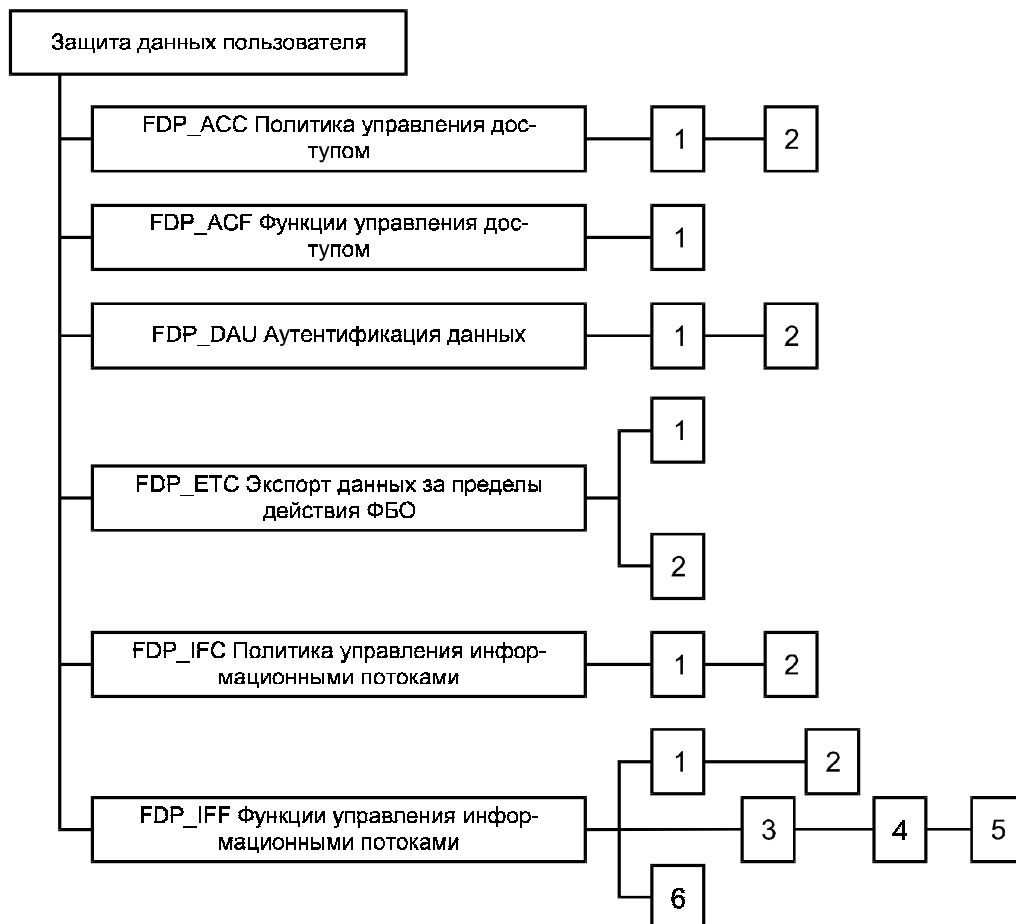 Защита данных пользователя
FDP_ACC Политика управления дос-
тупом
1
2
FDP_ACF Функции управления дос-
тупом
1
FDP_DAU Аутентификация данных
1
2
FDP_ETC Экспорт данных за пределы
действия ФБО
1
2
FDP_IFC Политика управления инфор-
мационными потоками
1
2
FDP_IFF Функции управления инфор-
мационными потоками
1
2
3
4
5
6